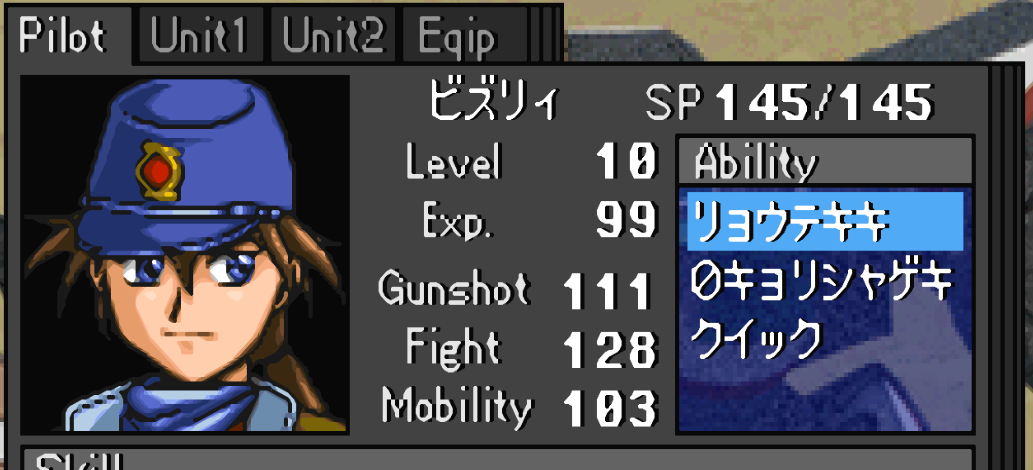 Pilot Unit1 Unit2 Eqip
ビズリィ SP 145/145
Level 10
Exp. 99
Gunshot 111
Fight 128
Mobility 103
Ability
リョウテキキ
0キョリシャゲキ
クイック
Skill